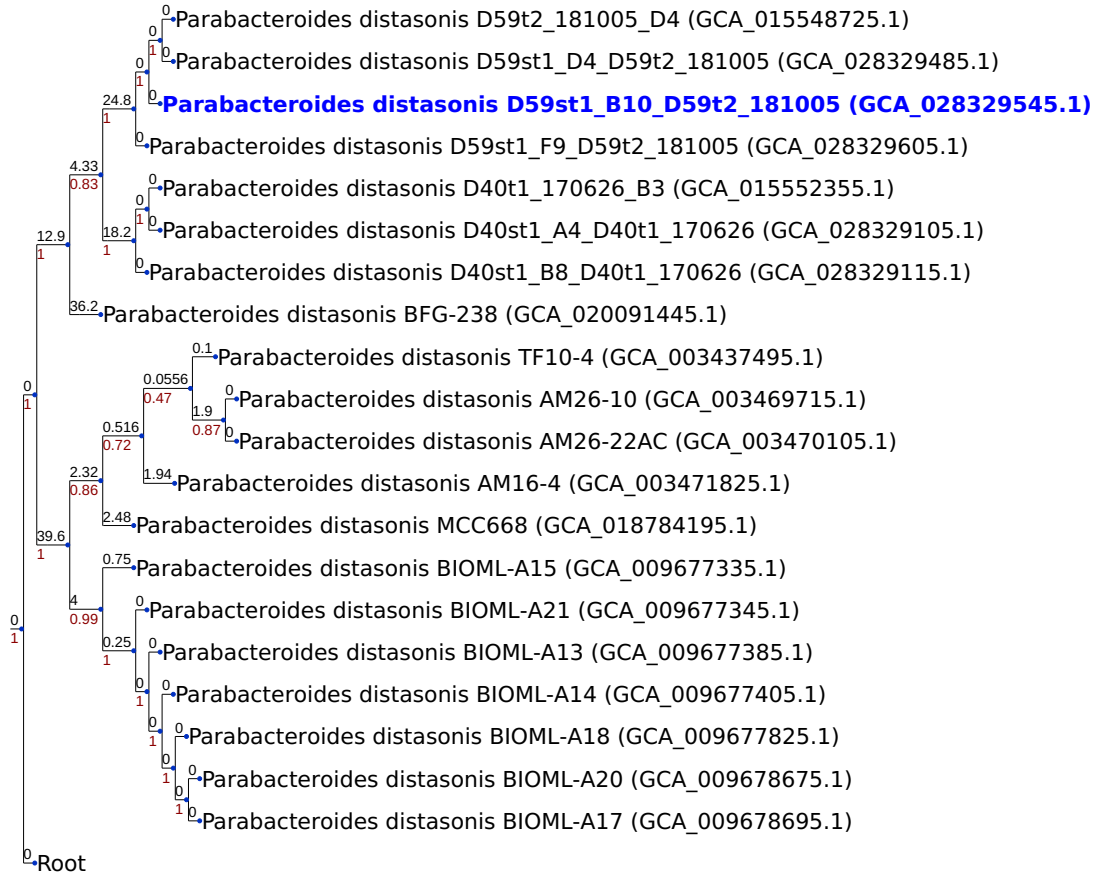 0
Parabacteroides distasonis D59t2_181005_D4 (GCA_015548725.1)
0
1
0
Parabacteroides distasonis D59st1_D4_D59t2_181005 (GCA_028329485.1)
0
1
0
Parabacteroides distasonis D59st1_B10_D59t2_181005 (GCA_028329545.1)
24.8
1
0
Parabacteroides distasonis D59st1_F9_D59t2_181005 (GCA_028329605.1)
4.33
0.83
0
Parabacteroides distasonis D40t1_170626_B3 (GCA_015552355.1)
0
1
0
Parabacteroides distasonis D40st1_A4_D40t1_170626 (GCA_028329105.1)
18.2
1
0
Parabacteroides distasonis D40st1_B8_D40t1_170626 (GCA_028329115.1)
12.9
1
36.2
Parabacteroides distasonis BFG-238 (GCA_020091445.1)
0.1
Parabacteroides distasonis TF10-4 (GCA_003437495.1)
0.0556
0.47
0
Parabacteroides distasonis AM26-10 (GCA_003469715.1)
0
1
1.9
0.87
0
Parabacteroides distasonis AM26-22AC (GCA_003470105.1)
0.516
0.72
1.94
Parabacteroides distasonis AM16-4 (GCA_003471825.1)
2.32
0.86
2.48
Parabacteroides distasonis MCC668 (GCA_018784195.1)
39.6
1
0.75
Parabacteroides distasonis BIOML-A15 (GCA_009677335.1)
4
0.99
0
Parabacteroides distasonis BIOML-A21 (GCA_009677345.1)
0
1
0.25
1
0
Parabacteroides distasonis BIOML-A13 (GCA_009677385.1)
0
1
0
Parabacteroides distasonis BIOML-A14 (GCA_009677405.1)
0
1
0
Parabacteroides distasonis BIOML-A18 (GCA_009677825.1)
0
1
0
Parabacteroides distasonis BIOML-A20 (GCA_009678675.1)
0
1
0
Parabacteroides distasonis BIOML-A17 (GCA_009678695.1)
0
Root